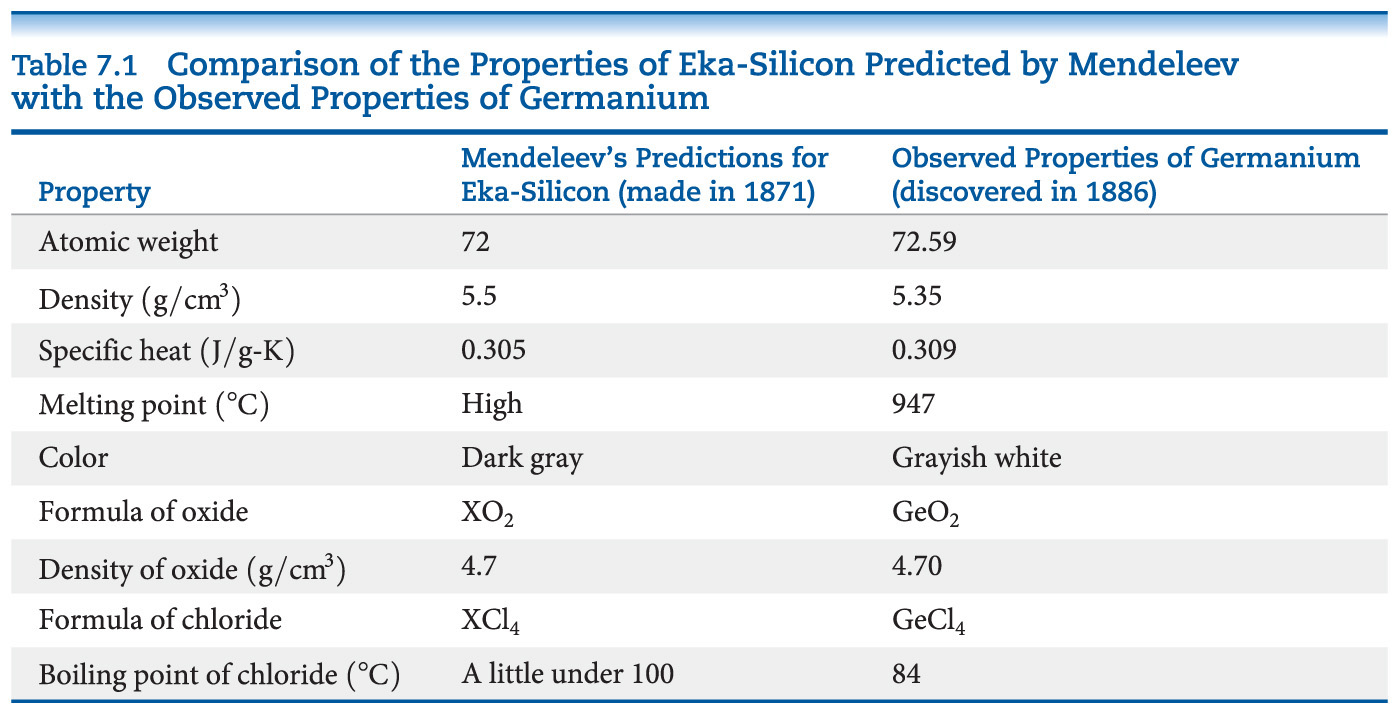 Table 7.1 Comparison of the Properties of Eka-Silicon Predicted by Mendeleev
with the Observed Properties of Germanium
Property Mendeleev’s Predictions for Eka-Silicon (made in 1871) Observed Properties of Germanium (discovered in 1886)
Atomic weight 72 72.59
Density (g/cm³) 5.5 5.35
Specific heat (J/g-K) 0.305 0.309
Melting point (°C) High 947
Color Dark gray Grayish white
Formula of oxide XO₂ GeO₂
Density of oxide (g/cm³) 4.7 4.70
Formula of chloride XCl₄ GeCl₄
Boiling point of chloride (°C) A little under 100 84